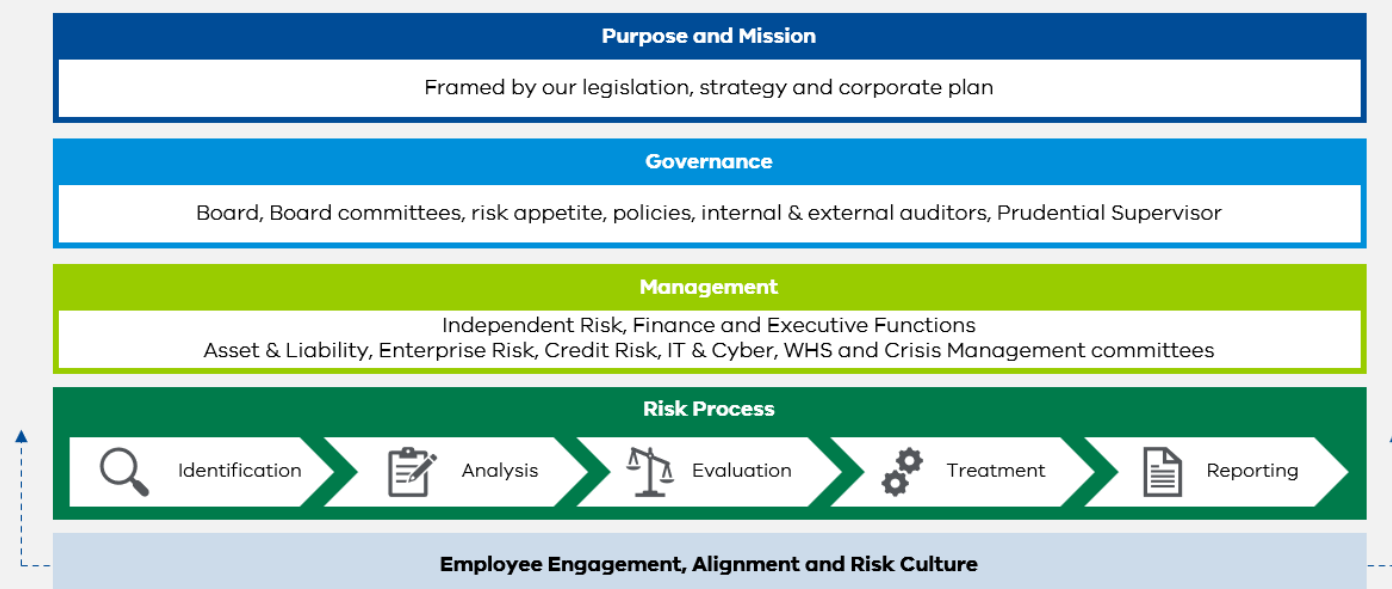 Purpose and Mission
Framed by our legislation, strategy and corporate plan
Governance
Board, Board committees, risk appetite, policies, internal & external auditors, Prudential Supervisor
Management
Independent Risk, Finance and Executive Functions
Asset & Liability, Enterprise Risk, Credit Risk, IT & Cyber, WHS and Crisis Management committees
Risk Process
Identification
Analysis
Evaluation
Treatment
Reporting
Employee Engagement, Alignment and Risk Culture